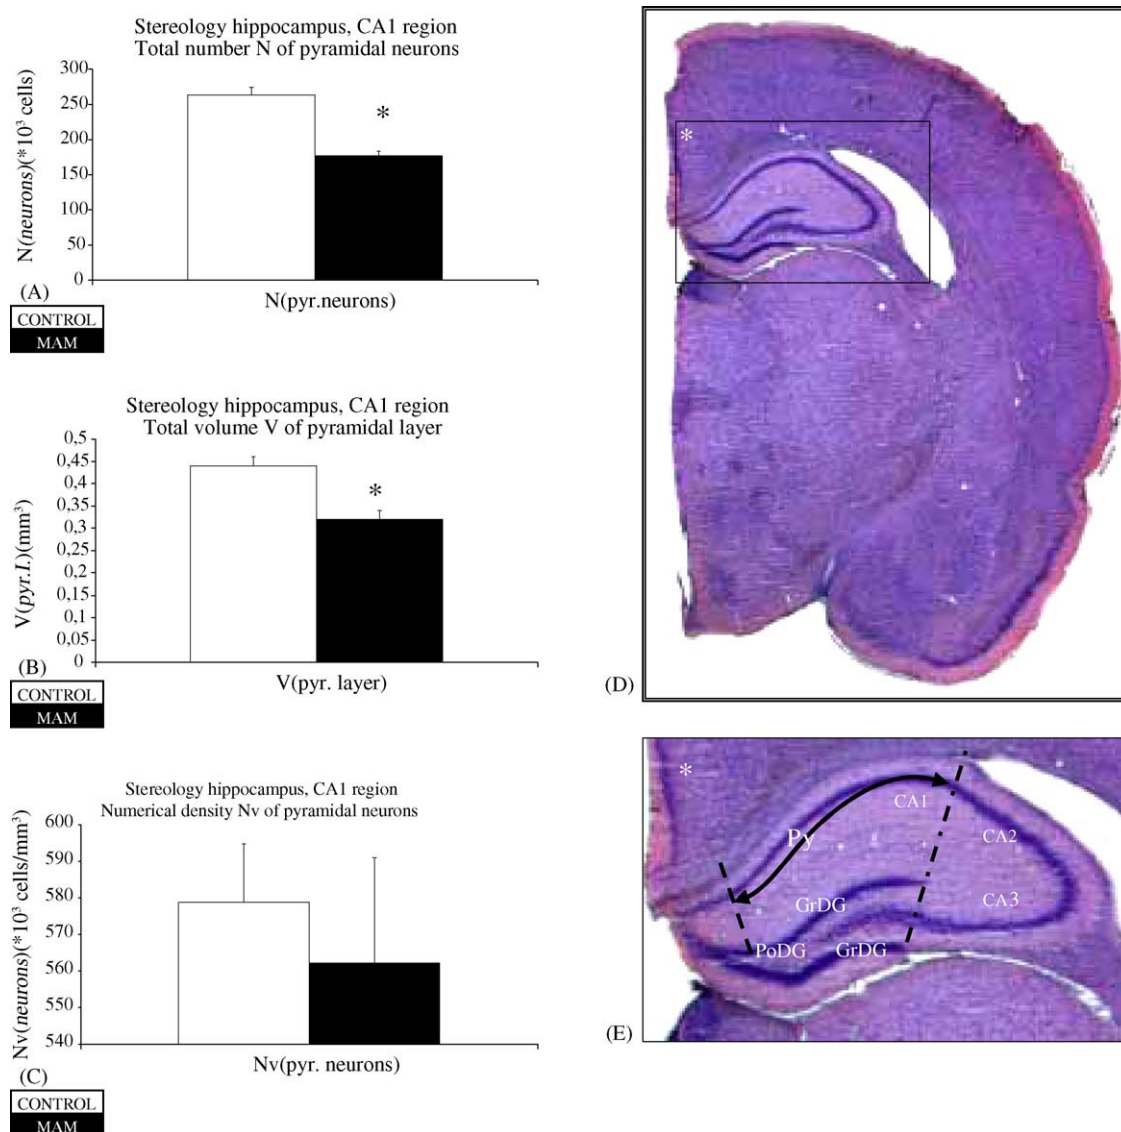 Stereology hippocampus, CA1 region
Total number N of pyramidal neurons
N(neurons)(*10³ cells)
300
250
200
150
100
50
0
*
N(pyr.neurons)
(A)
CONTROL
MAM
Stereology hippocampus, CA1 region
Total volume V of pyramidal layer
V(pyr.l.)(mm³)
0,5
0,45
0,4
0,35
0,3
0,25
0,2
0,15
0,1
0,05
0
*
V(pyr. layer)
(B)
CONTROL
MAM
Stereology hippocampus, CA1 region
Numerical density Nv of pyramidal neurons
Nv(neurons)(*10³ cells/mm³)
600
590
580
570
560
550
540
Nv(pyr. neurons)
(C)
CONTROL
MAM
*
(D)
*
CA1
Py
CA2
CA3
GrDG
PoDG
GrDG
(E)